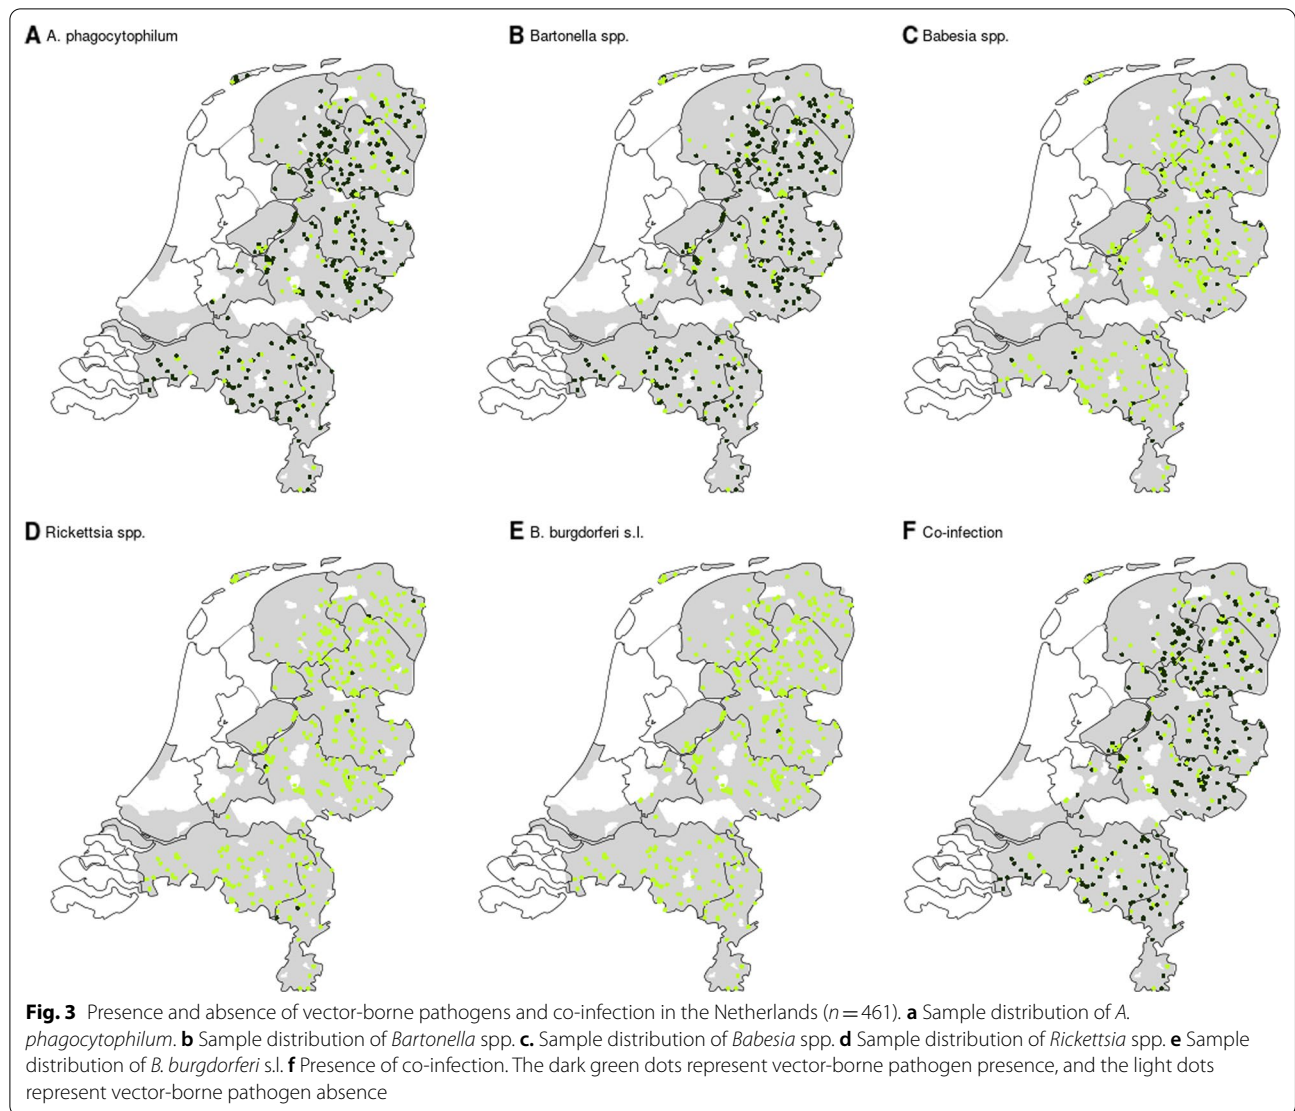 A A. phagocytophilum
B Bartonella spp.
C Babesia spp.
D Rickettsia spp.
E B. burgdorferi s.l.
F Co-infection
Fig. 3 Presence and absence of vector-borne pathogens and co-infection in the Netherlands (n = 461). a Sample distribution of A.
phagocytophilum. b Sample distribution of Bartonella spp. c. Sample distribution of Babesia spp. d Sample distribution of Rickettsia spp. e Sample
distribution of B. burgdorferi s.l. f Presence of co-infection. The dark green dots represent vector-borne pathogen presence, and the light dots
represent vector-borne pathogen absence